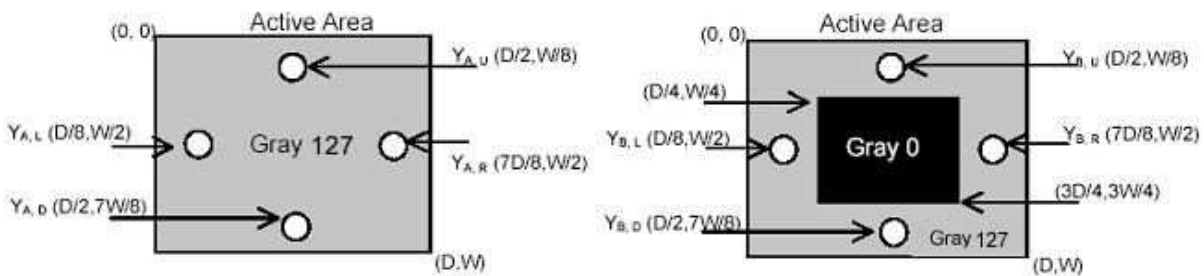 Active Area
(0, 0)
Y_A, U (D/2,W/8)
Y_A, L (D/8,W/2)
Gray 127
Y_A, R (7D/8,W/2)
Y_A, D (D/2,7W/8)
(D,W)
Active Area
(0, 0)
Y_B, U (D/2,W/8)
(D/4,W/4)
Y_B, L (D/8,W/2)
Gray 0
Y_B, R (7D/8,W/2)
(3D/4,3W/4)
Y_B, D (D/2,7W/8)
Gray 127
(D,W)